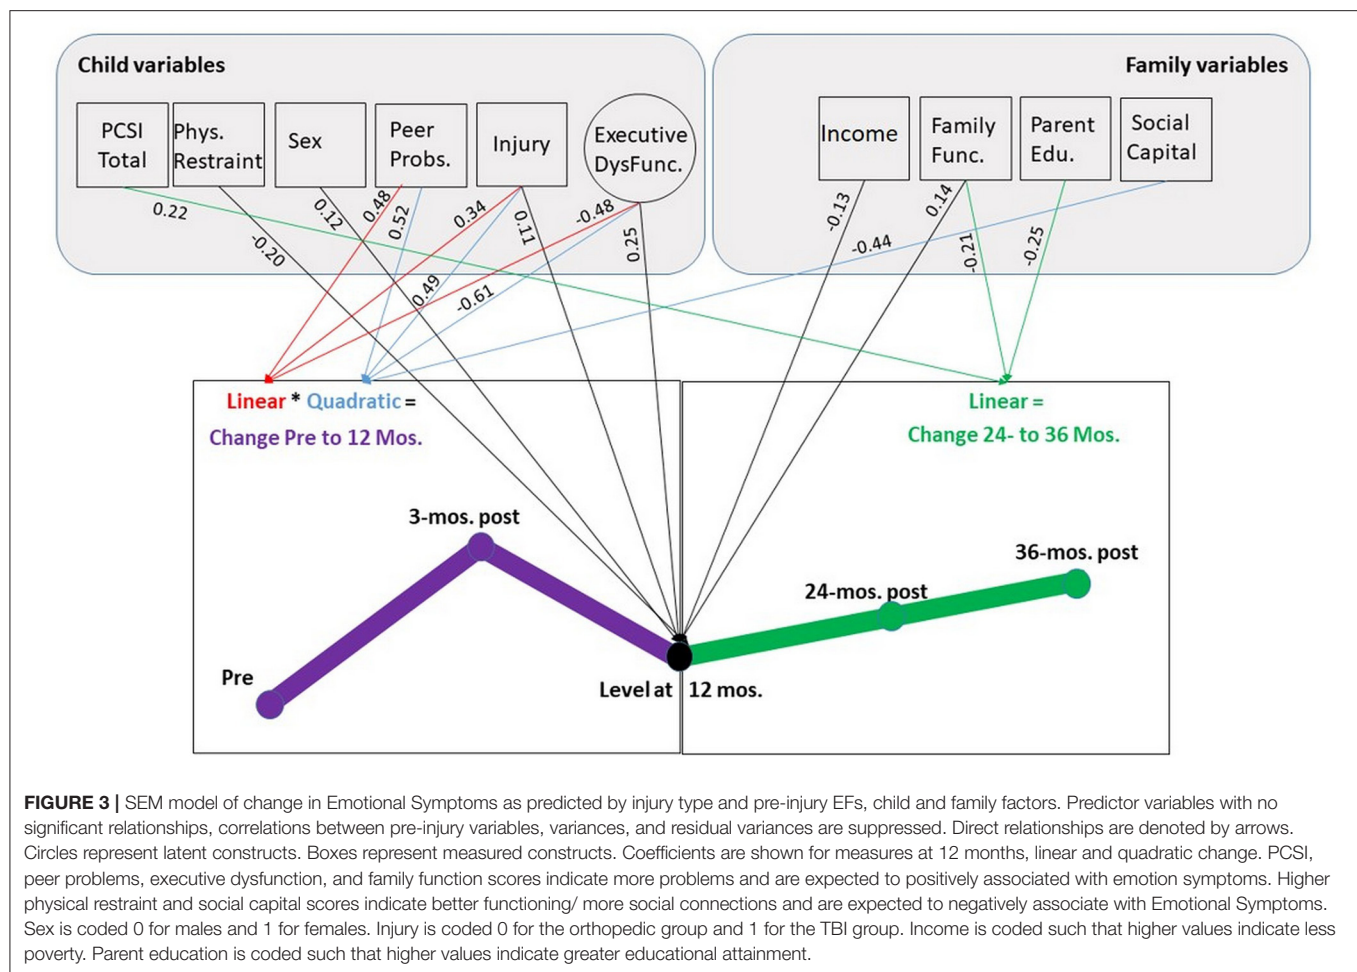 Child variables
Family variables
PCSI
Total
Phys.
Restraint
Sex
Peer
Probs.
Injury
Executive
DysFunc.
Income
Family
Func.
Parent
Edu.
Social
Capital
0.22
-0.20
0.12
0.48
0.52
0.34
0.49
0.11
-0.48
-0.61
0.25
-0.13
0.14
-0.44
-0.21
-0.25
Linear * Quadratic =
Change Pre to 12 Mos.
Linear =
Change 24- to 36 Mos.
3-mos. post
Pre
Level at 12 mos.
24-mos. post
36-mos. post
FIGURE 3 | SEM model of change in Emotional Symptoms as predicted by injury type and pre-injury EFs, child and family factors. Predictor variables with no
significant relationships, correlations between pre-injury variables, variances, and residual variances are suppressed. Direct relationships are denoted by arrows.
Circles represent latent constructs. Boxes represent measured constructs. Coefficients are shown for measures at 12 months, linear and quadratic change. PCSI,
peer problems, executive dysfunction, and family function scores indicate more problems and are expected to positively associated with emotion symptoms. Higher
physical restraint and social capital scores indicate better functioning/ more social connections and are expected to negatively associate with Emotional Symptoms.
Sex is coded 0 for males and 1 for females. Injury is coded 0 for the orthopedic group and 1 for the TBI group. Income is coded such that higher values indicate less
poverty. Parent education is coded such that higher values indicate greater educational attainment.